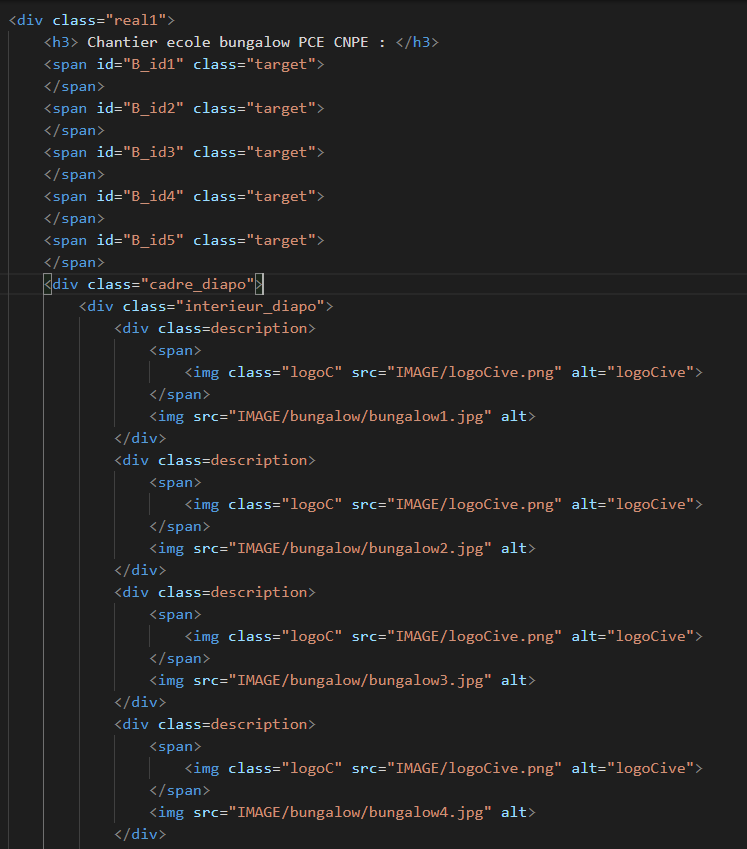 <div class="real1">
<h3> Chantier ecole bungalow PCE CNPE : </h3>
<span id="B_id1" class="target">
</span>
<span id="B_id2" class="target">
</span>
<span id="B_id3" class="target">
</span>
<span id="B_id4" class="target">
</span>
<span id="B_id5" class="target">
</span>
<div class="cadre_diapo">
<div class="interieur_diapo">
<div class=description>
<span>
<img class="logoC" src="IMAGE/logoCive.png" alt="logoCive">
</span>
<img src="IMAGE/bungalow/bungalow1.jpg" alt>
</div>
<div class=description>
<span>
<img class="logoC" src="IMAGE/logoCive.png" alt="logoCive">
</span>
<img src="IMAGE/bungalow/bungalow2.jpg" alt>
</div>
<div class=description>
<span>
<img class="logoC" src="IMAGE/logoCive.png" alt="logoCive">
</span>
<img src="IMAGE/bungalow/bungalow3.jpg" alt>
</div>
<div class=description>
<span>
<img class="logoC" src="IMAGE/logoCive.png" alt="logoCive">
</span>
<img src="IMAGE/bungalow/bungalow4.jpg" alt>
</div>